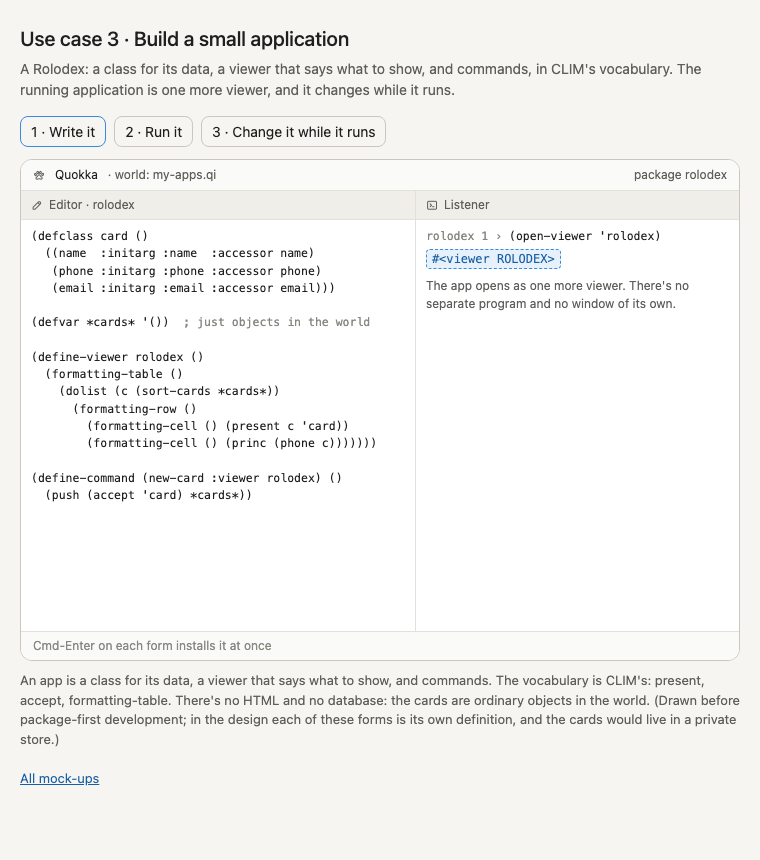 Use case 3 · Build a small application
A Rolodex: a class for its data, a viewer that says what to show, and commands, in CLIM's vocabulary. The
running application is one more viewer, and it changes while it runs.
1 · Write it
2 · Run it
3 · Change it while it runs
Quokka · world: my-apps.qi
package rolodex
Editor · rolodex
(defclass card ()
  ((name  :initarg :name  :accessor name)
   (phone :initarg :phone :accessor phone)
   (email :initarg :email :accessor email)))
(defvar *cards* '())  ; just objects in the world
(define-viewer rolodex ()
  (formatting-table ()
    (dolist (c (sort-cards *cards*))
      (formatting-row ()
        (formatting-cell () (present c 'card))
        (formatting-cell () (princ (phone c)))))))
(define-command (new-card :viewer rolodex) ()
  (push (accept 'card) *cards*))
Listener
rolodex 1 › (open-viewer 'rolodex)
#<viewer ROLODEX>
The app opens as one more viewer. There's no
separate program and no window of its own.
Cmd-Enter on each form installs it at once
An app is a class for its data, a viewer that says what to show, and commands. The vocabulary is CLIM's: present,
accept, formatting-table. There's no HTML and no database: the cards are ordinary objects in the world. (Drawn before
package-first development; in the design each of these forms is its own definition, and the cards would live in a private
store.)
All mock-ups